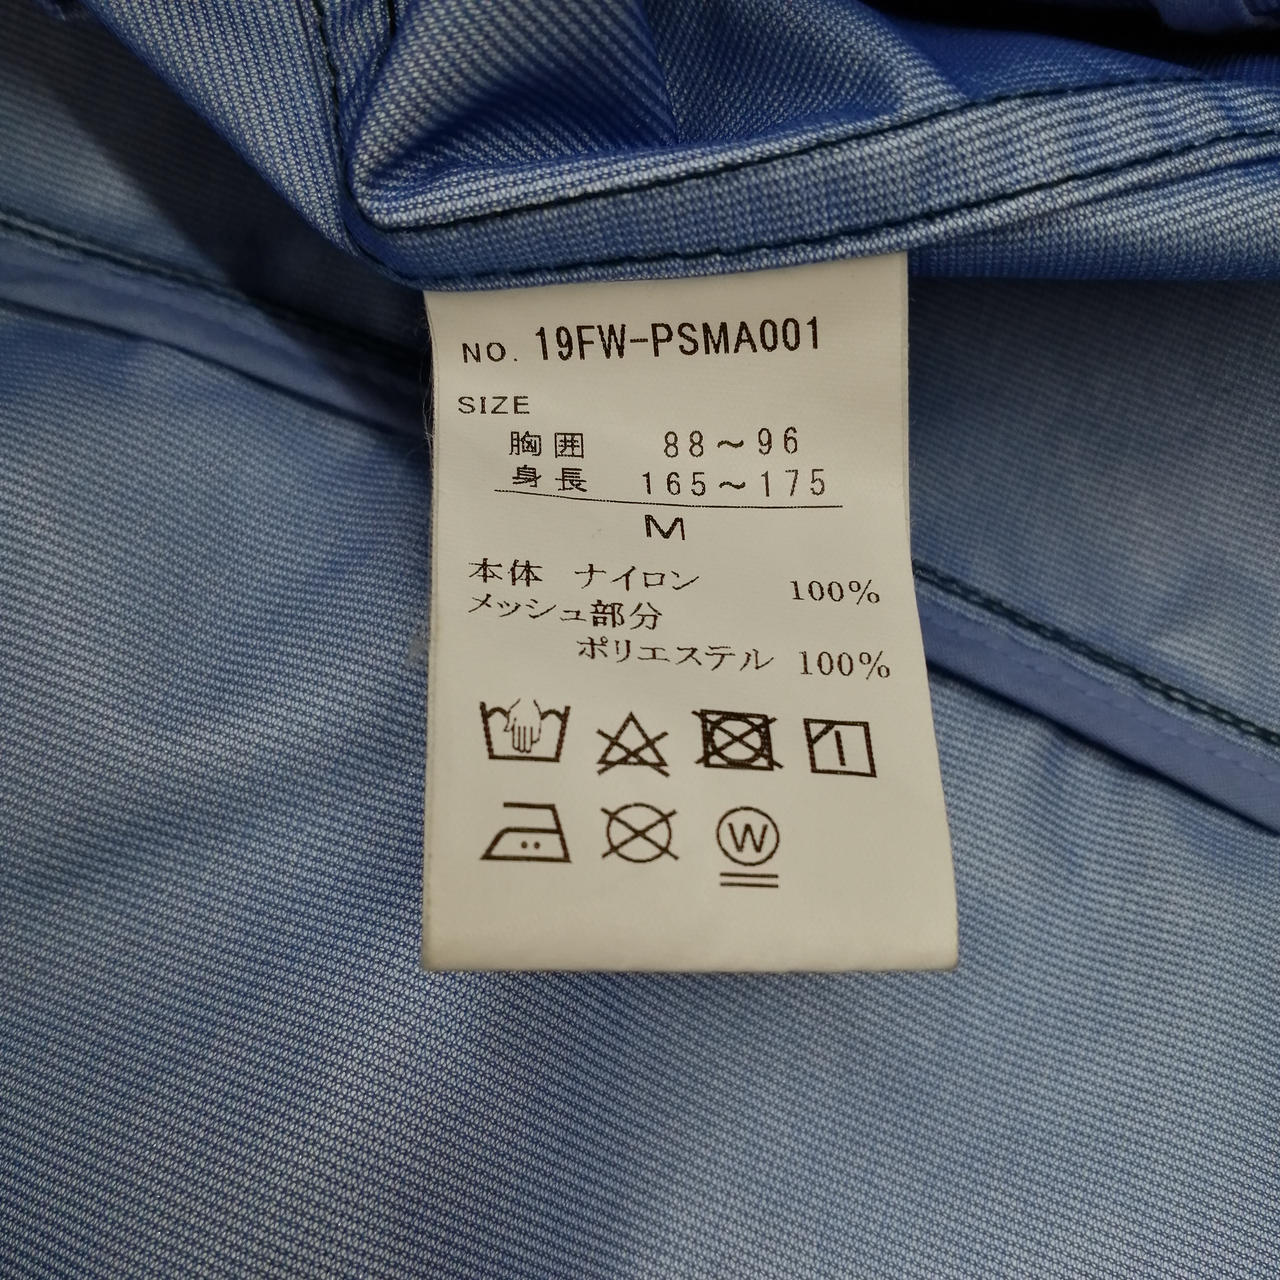 NO. 19FW-PSMA001
SIZE
胸囲 88～96
身長 165～175
M
本体 ナイロン 100%
メッシュ部分
ポリエステル 100%
W